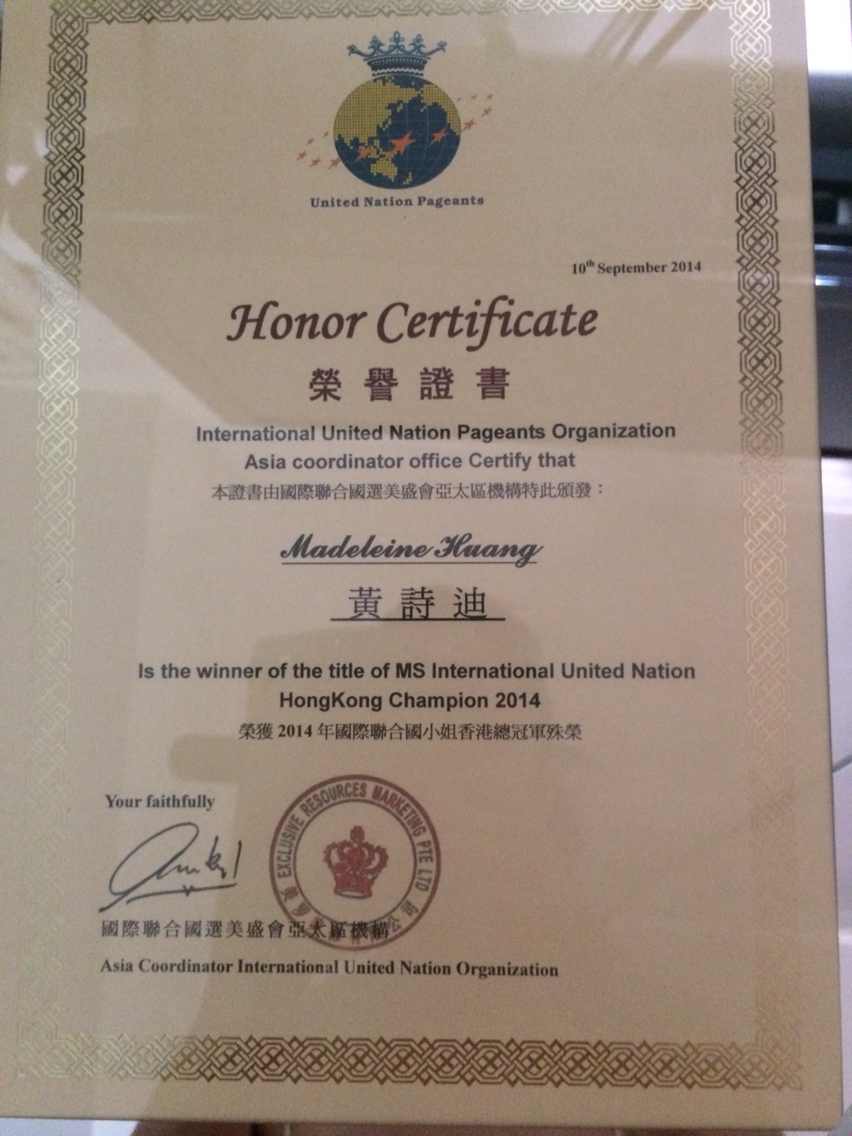 United Nation Pageants
10th September 2014
Honor Certificate
榮譽證書
International United Nation Pageants Organization
Asia coordinator office Certify that
本證書由國際聯合國選美盛會亞太區機構特此頒發：
Madeleine Huang
黃詩迪
Is the winner of the title of MS International United Nation
HongKong Champion 2014
榮獲2014年國際聯合國小姐香港總冠軍殊榮
Your faithfully
EXCLUSIVE RESOURCES MARKETING PTE LTD
國際聯合國選美盛會亞太區機構
Asia Coordinator International United Nation Organization